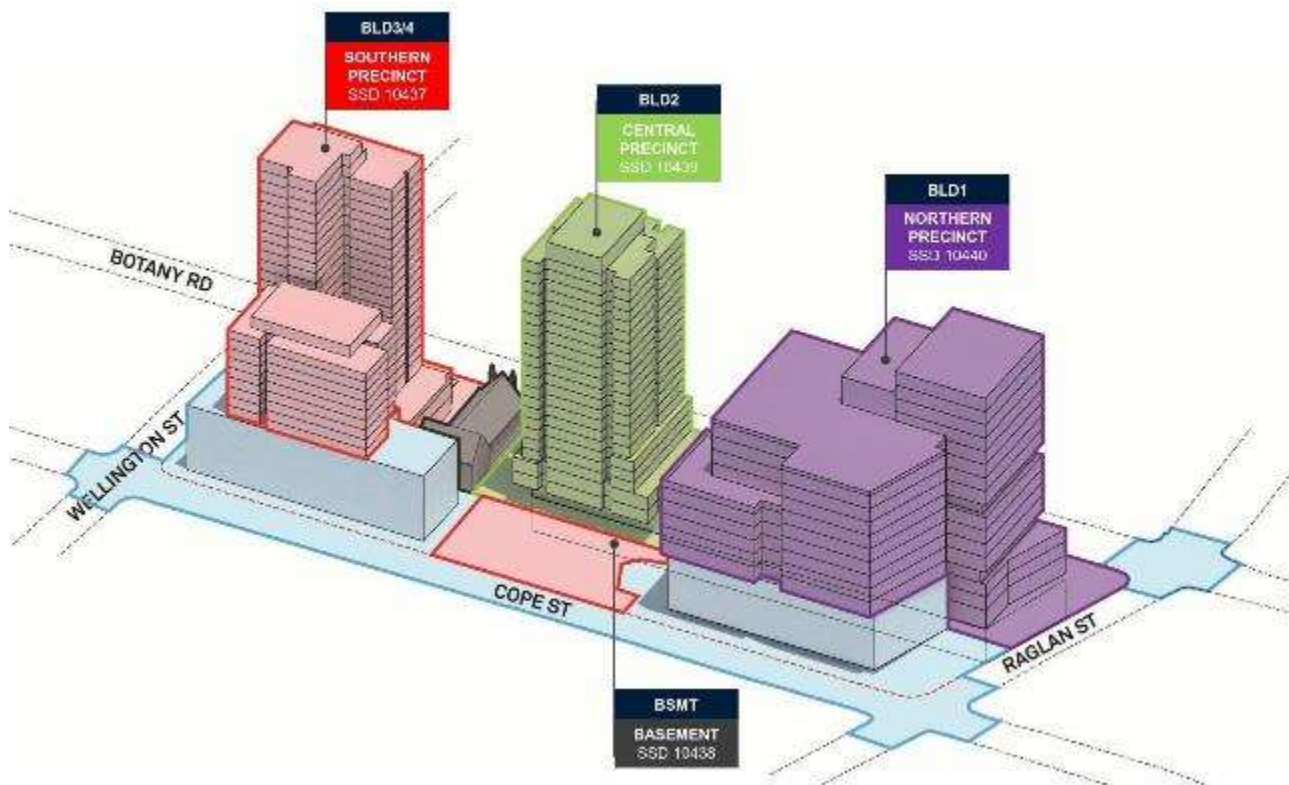 BLD3/4
SOUTHERN
PRECINCT
SSD 10437
BLD2
CENTRAL
PRECINCT
SSD 10439
BLD1
NORTHERN
PRECINCT
SSD 10440
BOTANY RD
WELLINGTON ST
COPE ST
RAGLAN ST
BSMT
BASEMENT
SSD 10438